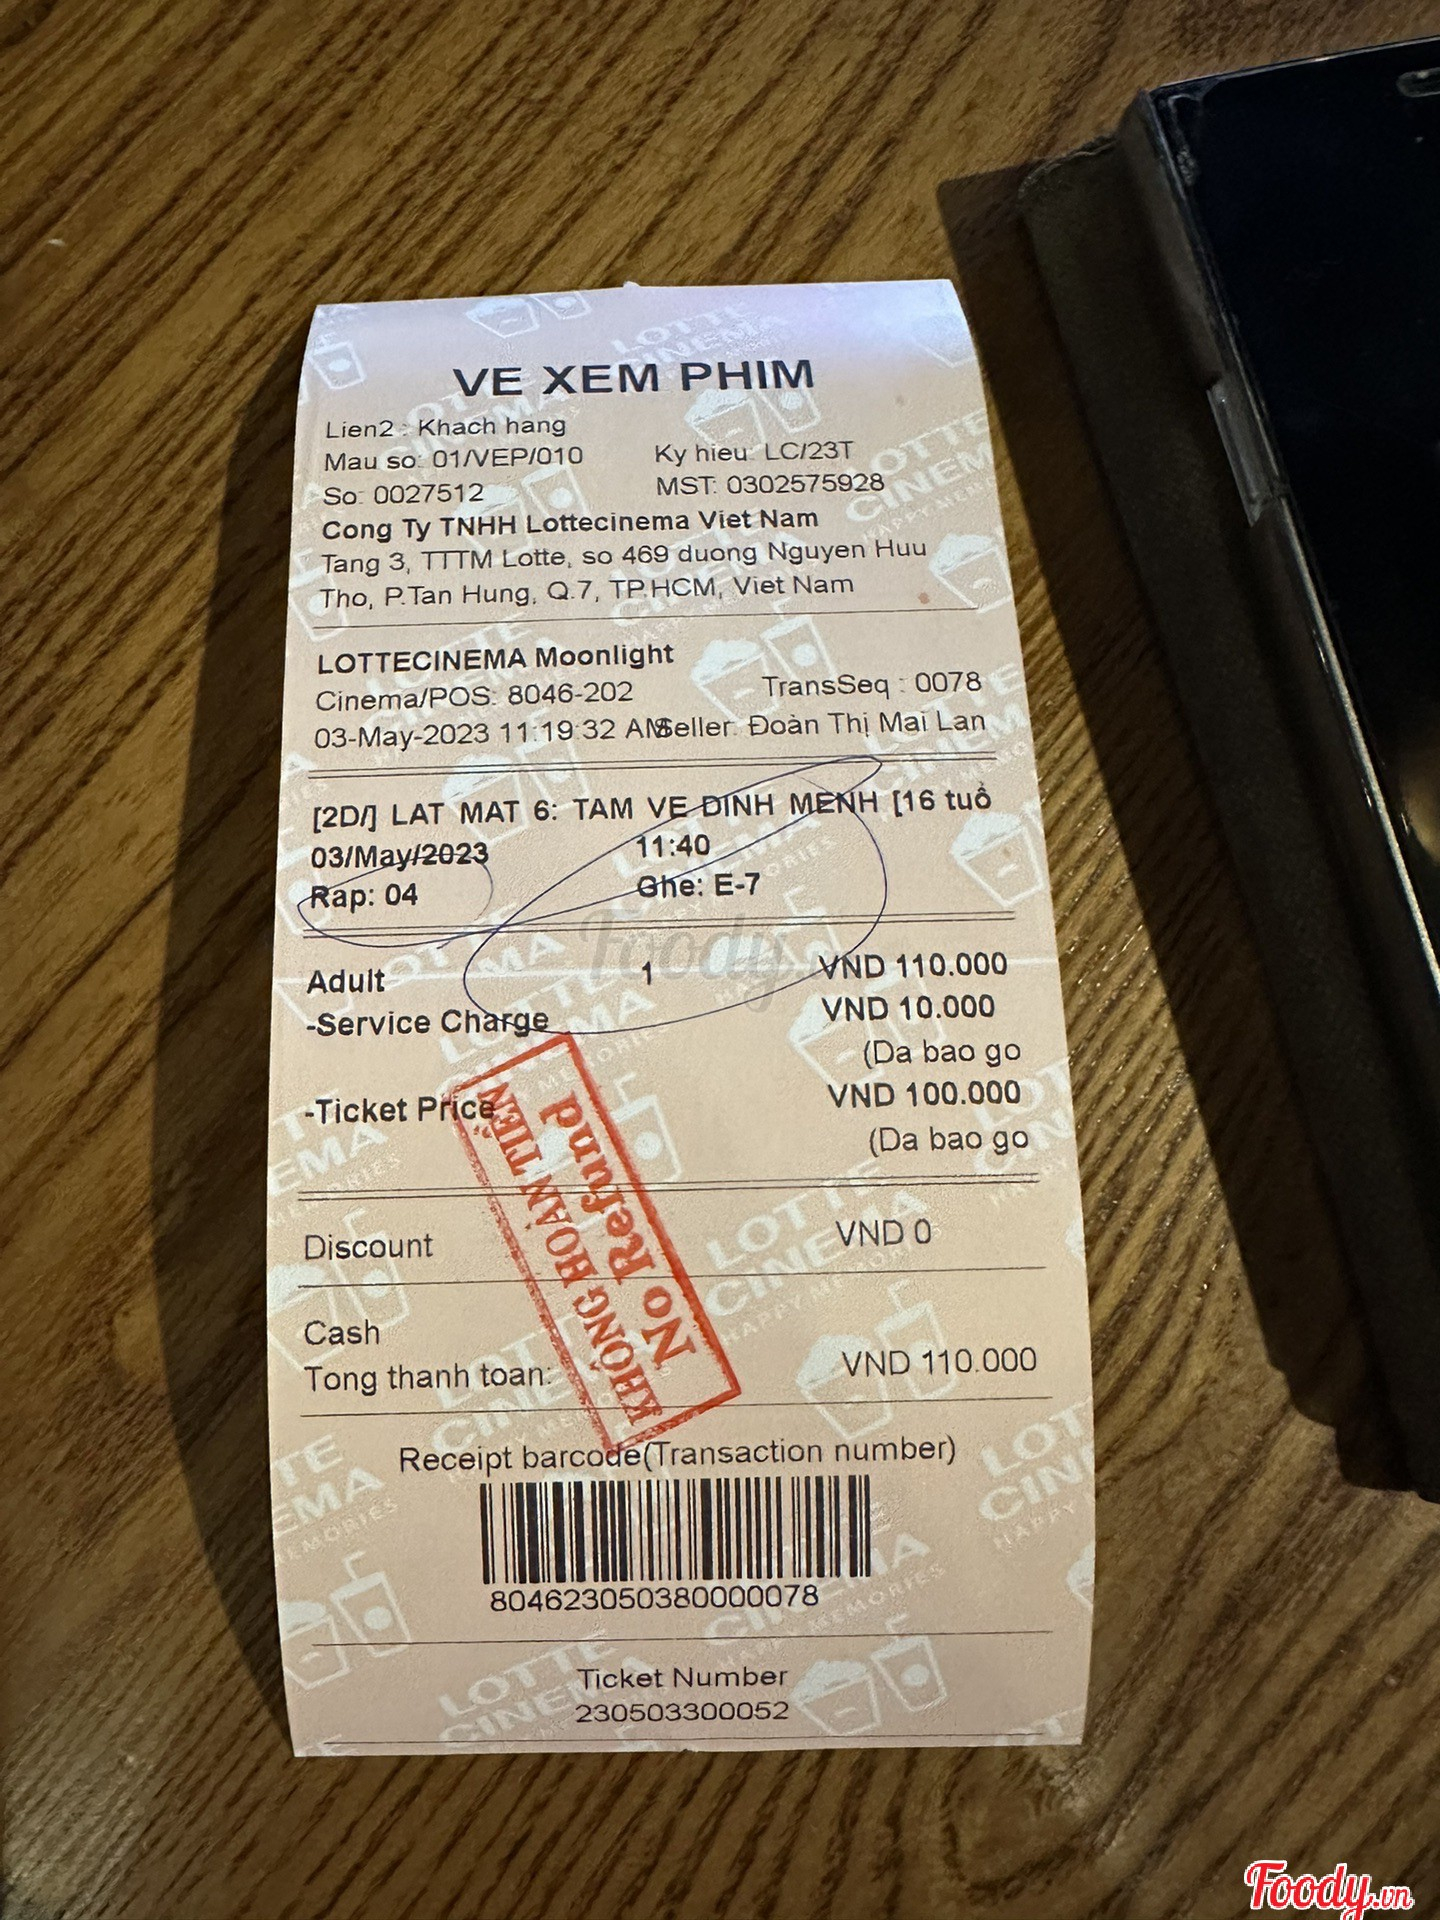 VE XEM PHIM
Lien2 : Khach hang
Mau so: 01/VEP/010 Ky hieu: LC/23T
So: 0027512 MST: 0302575928
Cong Ty TNHH Lottecinema Viet Nam
Tang 3, TTTM Lotte, so 469 duong Nguyen Huu
Tho, P.Tan Hung, Q.7, TP.HCM, Viet Nam
LOTTECINEMA Moonlight
Cinema/POS: 8046-202 TransSeq : 0078
03-May-2023 11:19:32 AM Seller: Đoàn Thị Mai Lan
[2D/] LAT MAT 6: TAM VE DINH MENH [16 tuổ
03/May/2023 11:40
Rap: 04 Ghe: E-7
Foody
Adult 1 VND 110.000
-Service Charge VND 10.000
(Da bao go
-Ticket Price VND 100.000
(Da bao go
KHÔNG HOÀN TIỀN
No Refund
Discount VND 0
Cash
Tong thanh toan: VND 110.000
Receipt barcode(Transaction number)
804623050380000078
Ticket Number
230503300052
LOTTE
CINEMA
HAPPY MEMORIES
Foody.vn